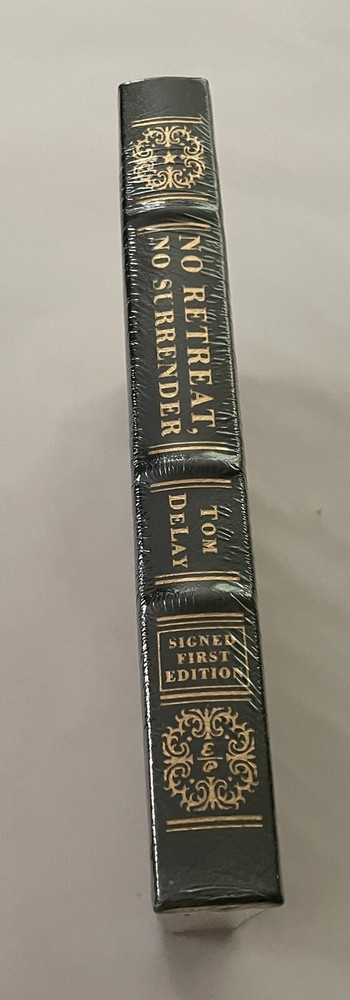 NO RETREAT,
NO SURRENDER
TOM
DELAY
SIGNED
FIRST
EDITION